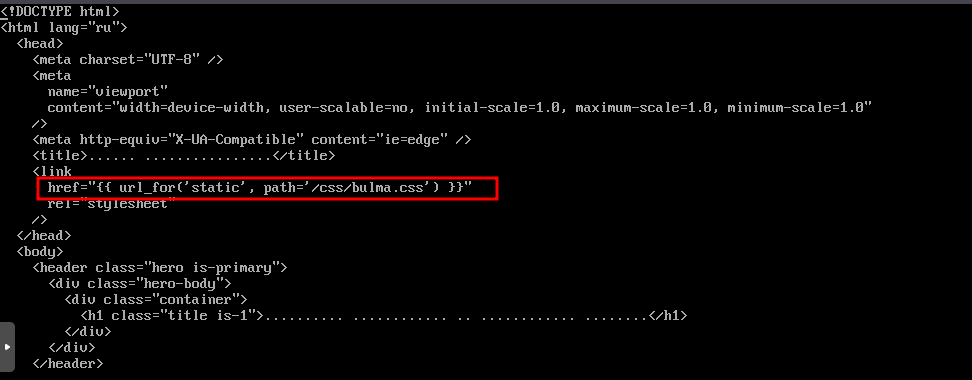 <!DOCTYPE html>
<html lang="ru">
<head>
<meta charset="UTF-8" />
<meta
name="viewport"
content="width=device-width, user-scalable=no, initial-scale=1.0, maximum-scale=1.0, minimum-scale=1.0"
/>
<meta http-equiv="X-UA-Compatible" content="ie=edge" />
<title>...... ................</title>
<link
href="{{ url_for('static', path='/css/bulma.css') }}"
rel="stylesheet"
/>
</head>
<body>
<header class="hero is-primary">
<div class="hero-body">
<div class="container">
<h1 class="title is-1">.......... ............ .. ............ ........</h1>
</div>
</div>
</header>